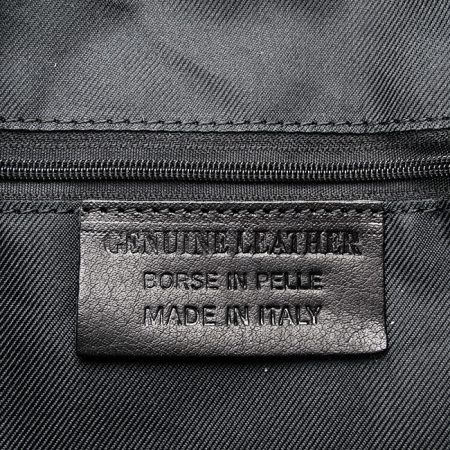 GENUINE LEATHER
BORSE IN PELLE
MADE IN ITALY